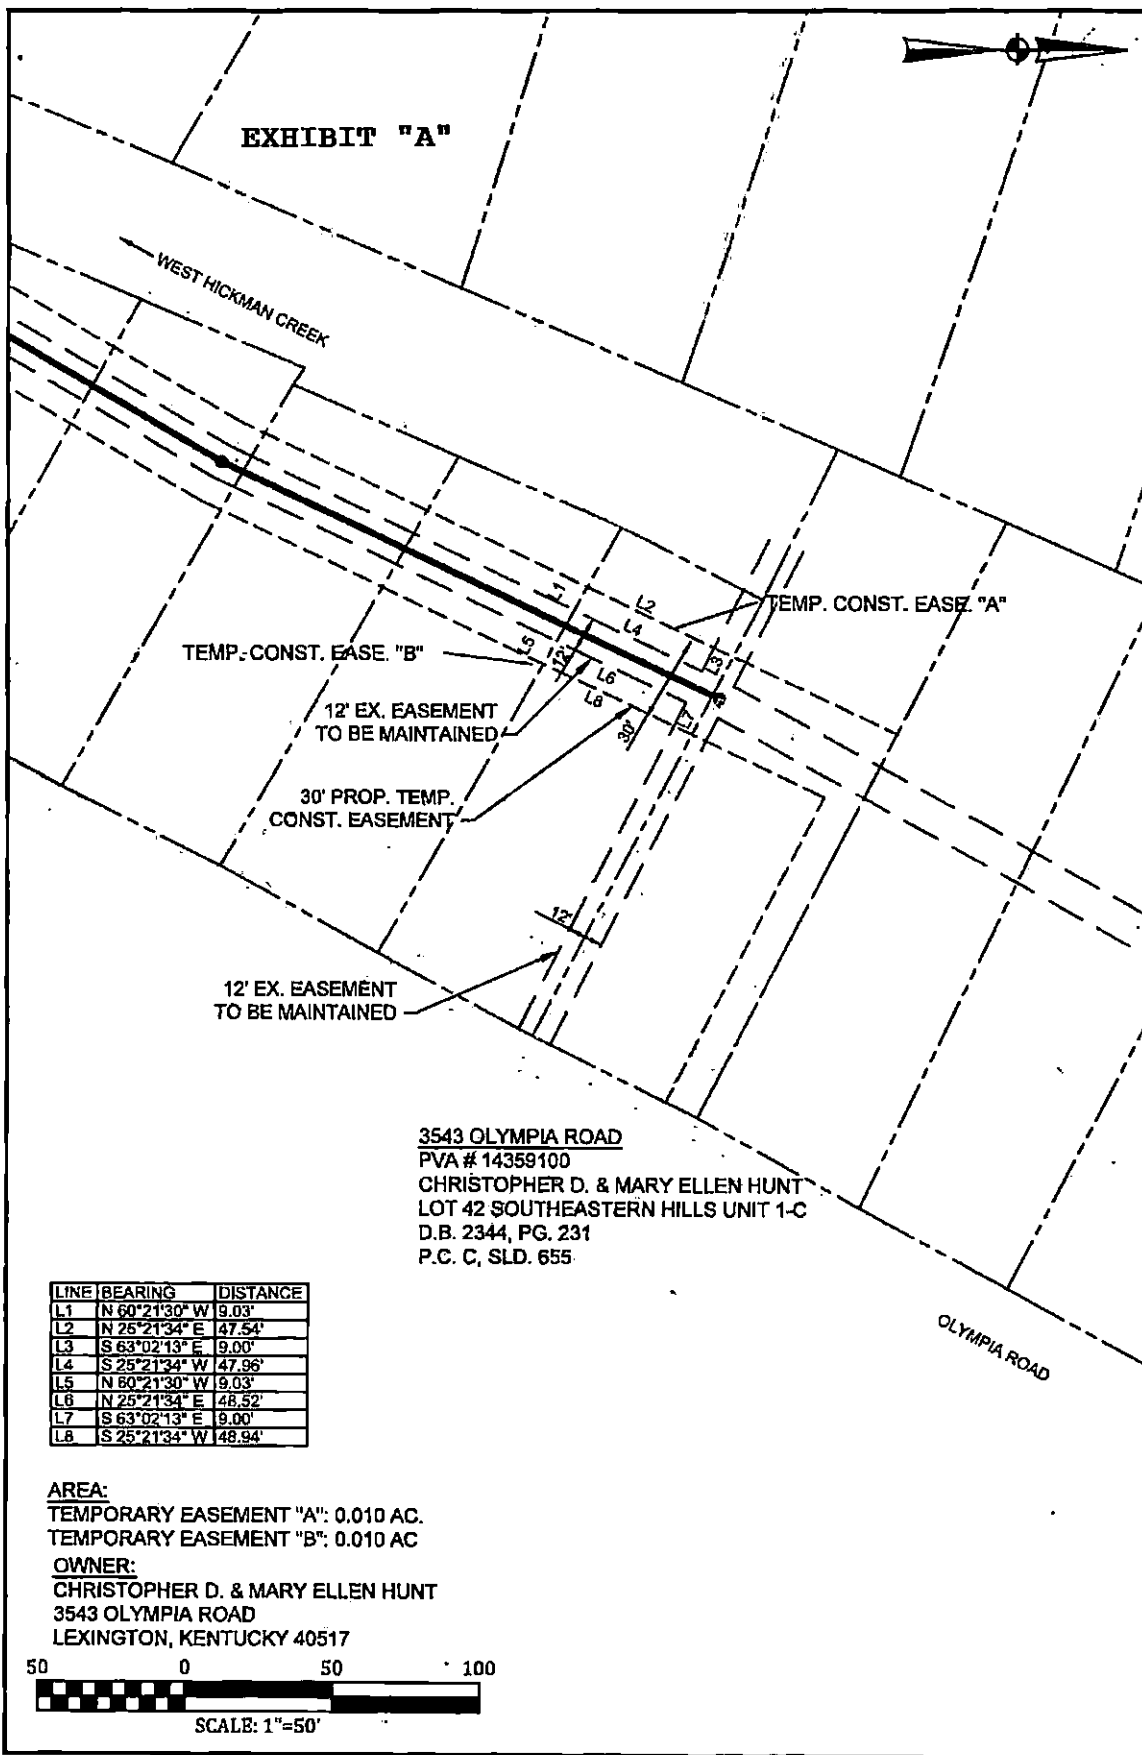 EXHIBIT "A"
WEST HICKMAN CREEK
L1
L2
TEMP. CONST. EASE. "A"
L4
L5
12'
L3
TEMP. CONST. EASE. "B"
L6
L8
12' EX. EASEMENT
TO BE MAINTAINED
L7
30'
30' PROP. TEMP.
CONST. EASEMENT
12'
12' EX. EASEMENT
TO BE MAINTAINED
3543 OLYMPIA ROAD
PVA # 14359100
CHRISTOPHER D. & MARY ELLEN HUNT
LOT 42 SOUTHEASTERN HILLS UNIT 1-C
D.B. 2344, PG. 231
P.C. C, SLD. 655
OLYMPIA ROAD
LINE BEARING DISTANCE
L1 N 60°21'30" W 9.03'
L2 N 25°21'34" E 47.54'
L3 S 63°02'13" E 9.00'
L4 S 25°21'34" W 47.96'
L5 N 60°21'30" W 9.03'
L6 N 25°21'34" E 48.52'
L7 S 63°02'13" E 9.00'
L8 S 25°21'34" W 48.94'
AREA:
TEMPORARY EASEMENT "A": 0.010 AC.
TEMPORARY EASEMENT "B": 0.010 AC
OWNER:
CHRISTOPHER D. & MARY ELLEN HUNT
3543 OLYMPIA ROAD
LEXINGTON, KENTUCKY 40517
50 0 50 100
SCALE: 1"=50'